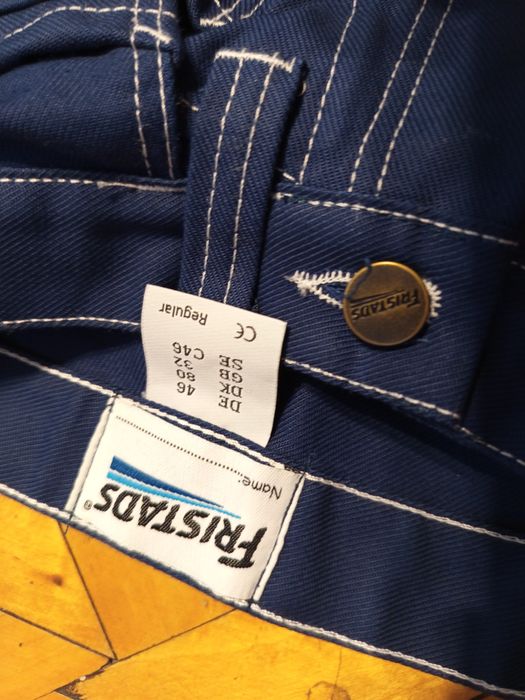 FRISTADS
CE
Regular
DE 46
DK 80
GB 32
SE C46
Name:....................
FRISTADS®